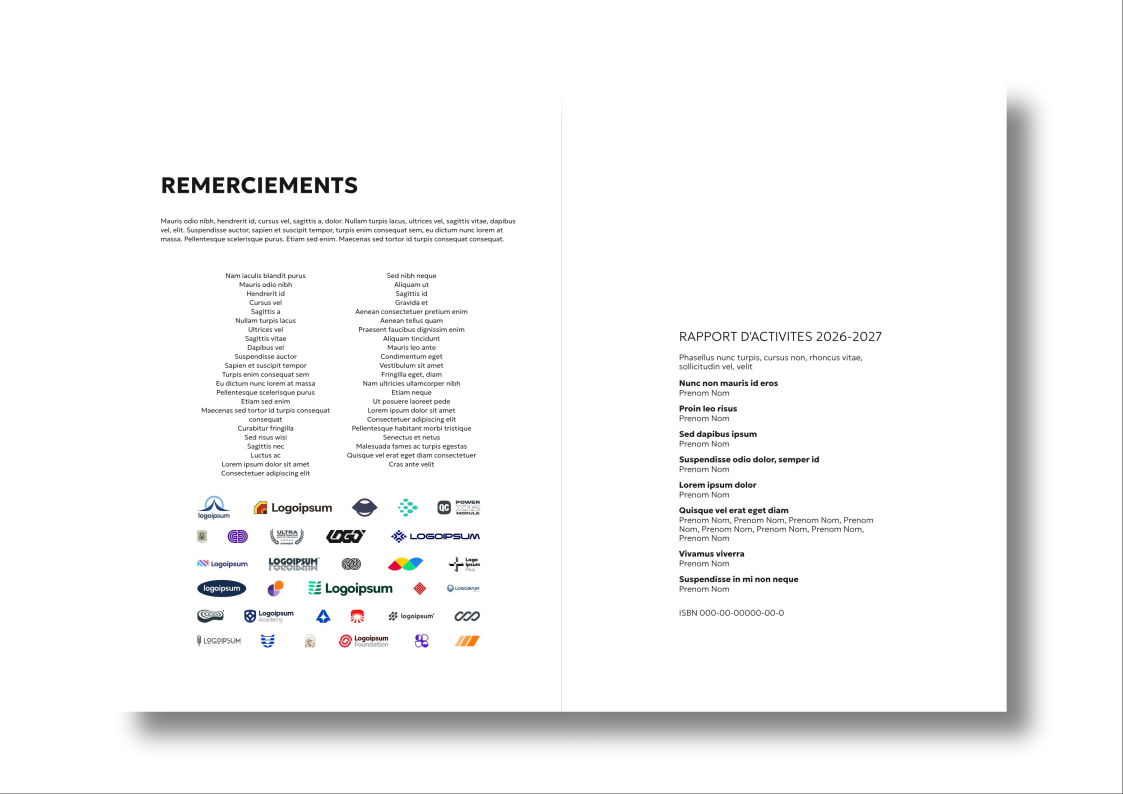 REMERCIEMENTS
Mauris odio nibh, hendrerit id, cursus vel, sagittis a, dolor. Nullam turpis lacus, ultrices vel, sagittis vitae, dapibus
vel, elit. Suspendisse auctor, sapien et suscipit tempor, turpis enim consequat sem, eu dictum nunc lorem at
massa. Pellentesque scelerisque purus. Etiam sed enim. Maecenas sed tortor id turpis consequat consequat.
Nam iaculis blandit purus
Mauris odio nibh
Hendrerit id
Cursus vel
Sagittis a
Nullam turpis lacus
Ultrices vel
Sagittis vitae
Dapibus vel
Suspendisse auctor
Sapien et suscipit tempor
Turpis enim consequat sem
Eu dictum nunc lorem at massa
Pellentesque scelerisque purus
Etiam sed enim
Maecenas sed tortor id turpis consequat
consequat
Curabitur fringilla
Sed risus wisi
Sagittis nec
Luctus ac
Lorem ipsum dolor sit amet
Consectetuer adipiscing elit
Sed nibh neque
Aliquam ut
Sagittis id
Gravida et
Aenean consectetuer pretium enim
Aenean tellus quam
Praesent faucibus dignissim enim
Aliquam tincidunt
Mauris leo ante
Condimentum eget
Vestibulum sit amet
Fringilla eget, diam
Nam ultricies ullamcorper nibh
Etiam neque
Ut posuere laoreet pede
Lorem ipsum dolor sit amet
Consectetuer adipiscing elit
Pellentesque habitant morbi tristique
Senectus et netus
Malesuada fames ac turpis egestas
Quisque vel erat eget diam consectetuer
Cras ante velit
logoipsum
Logoipsum
QC
POWER
MODULE
ULTRA
LOGO
LOGOIPSUM
Logoipsum
LOGOIPSUM
Logo
Ipsum
Plus
logoipsum
Logoipsum
LOGOIPSUM
Logoipsum
Academy
logoipsum
LOGOIPSUM
Logoipsum
Foundation
RAPPORT D'ACTIVITES 2026-2027
Phasellus nunc turpis, cursus non, rhoncus vitae,
sollicitudin vel, velit
Nunc non mauris id eros
Prenom Nom
Proin leo risus
Prenom Nom
Sed dapibus ipsum
Prenom Nom
Suspendisse odio dolor, semper id
Prenom Nom
Lorem ipsum dolor
Prenom Nom
Quisque vel erat eget diam
Prenom Nom, Prenom Nom, Prenom Nom, Prenom
Nom, Prenom Nom, Prenom Nom, Prenom Nom,
Prenom Nom
Vivamus viverra
Prenom Nom
Suspendisse in mi non neque
Prenom Nom
ISBN 000-00-00000-00-0